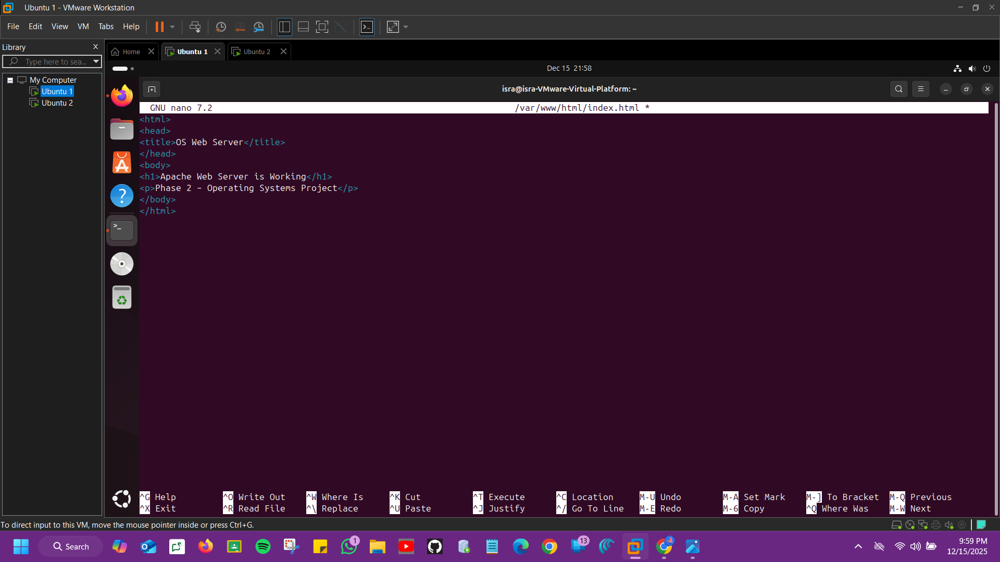 Ubuntu 1 - VMware Workstation
File Edit View VM Tabs Help
Library
Type here to sea...
My Computer
Ubuntu 1
Ubuntu 2
Home Ubuntu 1 Ubuntu 2
Dec 15 21:58
isra@isra-VMware-Virtual-Platform: ~
GNU nano 7.2 /var/www/html/index.html *
<html>
<head>
<title>OS Web Server</title>
</head>
<body>
<h1>Apache Web Server is Working</h1>
<p>Phase 2 – Operating Systems Project</p>
</body>
</html>
^G Help ^O Write Out ^W Where Is ^K Cut ^T Execute ^C Location M-U Undo M-A Set Mark M-] To Bracket M-Q Previous
^X Exit ^R Read File ^\ Replace ^U Paste ^J Justify ^/ Go To Line M-E Redo M-6 Copy ^Q Where Was M-W Next
To direct input to this VM, move the mouse pointer inside or press Ctrl+G.
Search
1
13
9:59 PM
12/15/2025